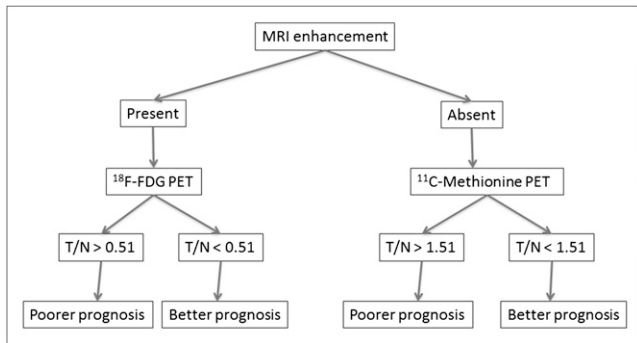 MRI enhancement
Present
Absent
¹⁸F-FDG PET
¹¹C-Methionine PET
T/N > 0.51
T/N < 0.51
T/N > 1.51
T/N < 1.51
Poorer prognosis
Better prognosis
Poorer prognosis
Better prognosis